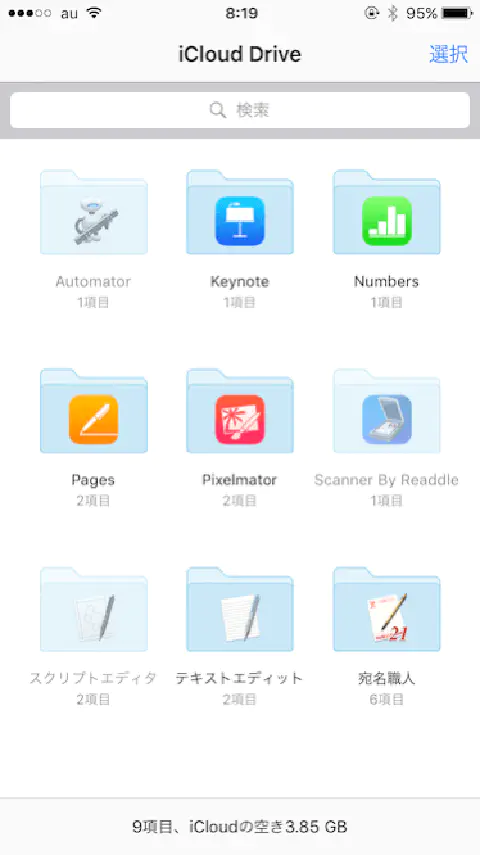 au 8:19 95%
iCloud Drive 選択
検索
Automator Keynote Numbers
1項目 1項目 1項目
Pages Pixelmator Scanner By Readdle
2項目 2項目 1項目
スクリプトエディタ テキストエディット 宛名職人
2項目 2項目 6項目
9項目、iCloudの空き3.85 GB